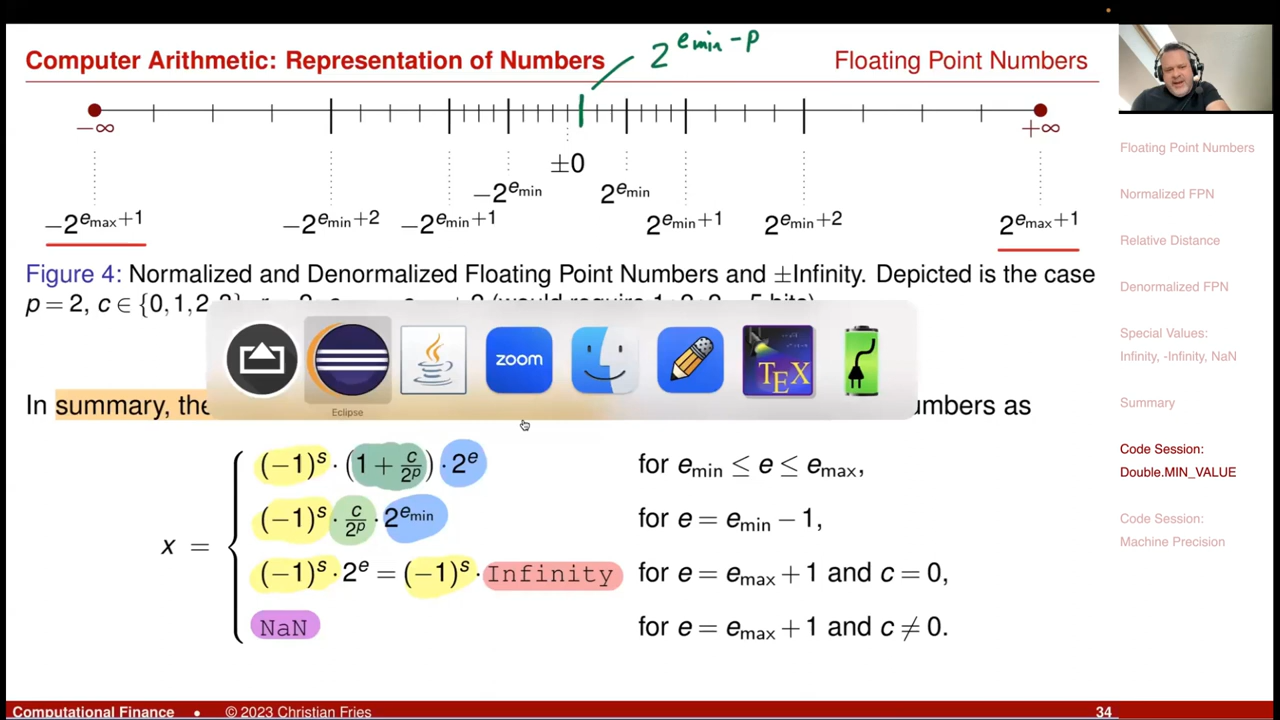 Computer Arithmetic: Representation of Numbers
Floating Point Numbers
2^{e_min − p}
−∞
+∞
±0
−2^{e_min}
2^{e_min}
−2^{e_max+1}
−2^{e_min+2}
−2^{e_min+1}
2^{e_min+1}
2^{e_min+2}
2^{e_max+1}
Figure 4: Normalized and Denormalized Floating Point Numbers and ±Infinity. Depicted is the case
p = 2, c ∈ {0,1,2
5 bits)
zoom
TEX
Eclipse
In summary, the
as
x =
(−1)^s · (1 + c/2^p) · 2^e for e_min ≤ e ≤ e_max,
(−1)^s · c/2^p · 2^{e_min} for e = e_min − 1,
(−1)^s · 2^e = (−1)^s · Infinity for e = e_max + 1 and c = 0,
NaN for e = e_max + 1 and c ≠ 0.
Floating Point Numbers
Normalized FPN
Relative Distance
Denormalized FPN
Special Values:
Infinity, -Infinity, NaN
Summary
Code Session:
Double.MIN_VALUE
Code Session:
Machine Precision
Computational Finance • © 2023 Christian Fries
34